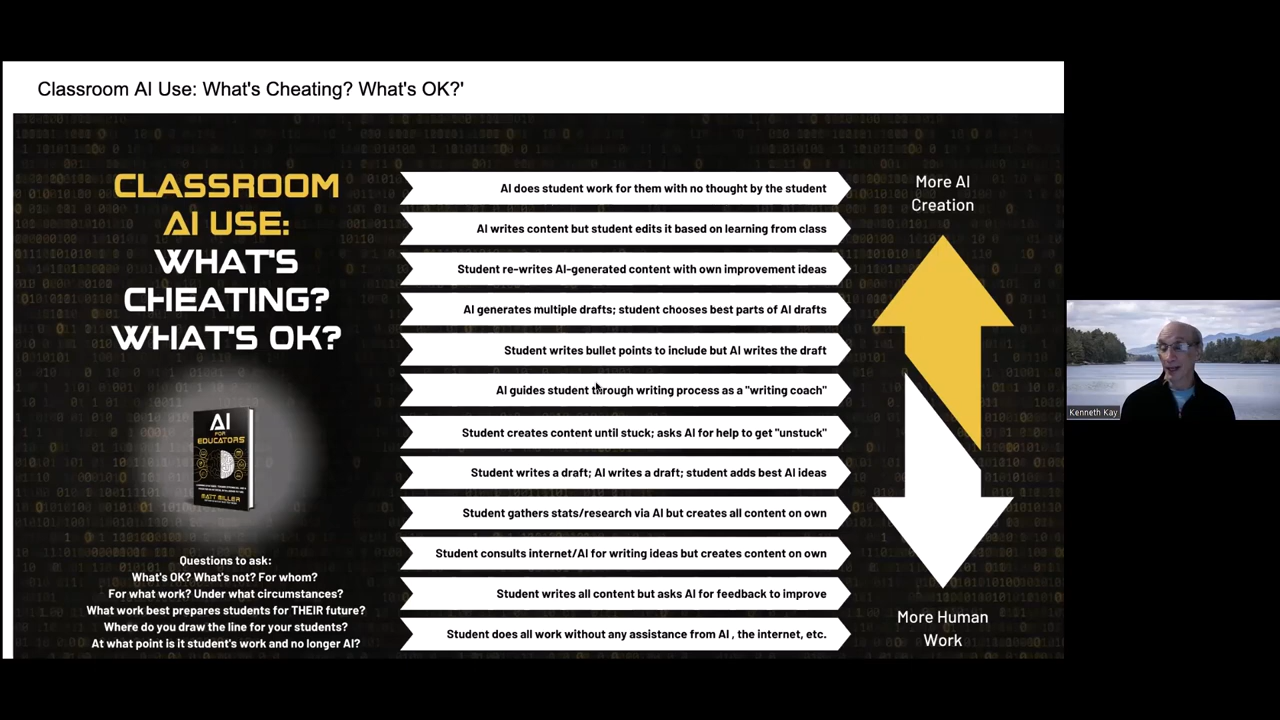 Classroom AI Use: What's Cheating? What's OK?'
CLASSROOM
AI USE:
WHAT'S
CHEATING?
WHAT'S OK?
AI
FOR
EDUCATORS
MATT MILLER
Questions to ask:
What's OK? What's not? For whom?
For what work? Under what circumstances?
What work best prepares students for THEIR future?
Where do you draw the line for your students?
At what point is it student's work and no longer AI?
AI does student work for them with no thought by the student
AI writes content but student edits it based on learning from class
Student re-writes AI-generated content with own improvement ideas
AI generates multiple drafts; student chooses best parts of AI drafts
Student writes bullet points to include but AI writes the draft
AI guides student through writing process as a "writing coach"
Student creates content until stuck; asks AI for help to get "unstuck"
Student writes a draft; AI writes a draft; student adds best AI ideas
Student gathers stats/research via AI but creates all content on own
Student consults internet/AI for writing ideas but creates content on own
Student writes all content but asks AI for feedback to improve
Student does all work without any assistance from AI , the internet, etc.
More AI
Creation
More Human
Work
Kenneth Kay